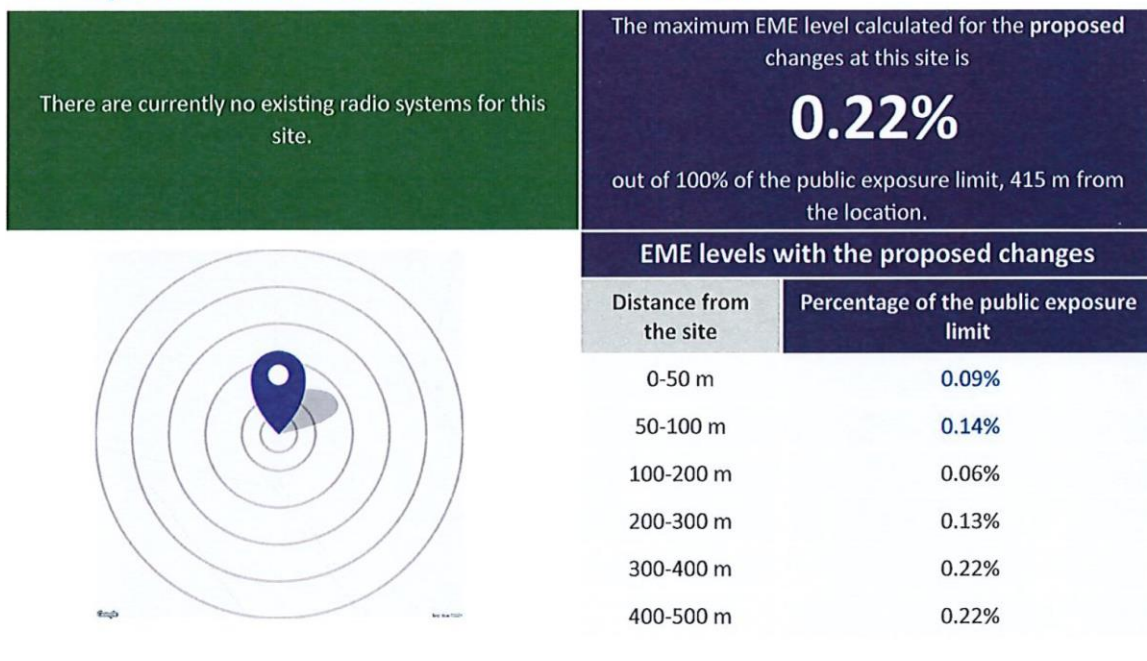 There are currently no existing radio systems for this
site.
The maximum EME level calculated for the proposed
changes at this site is
0.22%
out of 100% of the public exposure limit, 415 m from
the location.
EME levels with the proposed changes
Distance from
the site
Percentage of the public exposure
limit
0-50 m 0.09%
50-100 m 0.14%
100-200 m 0.06%
200-300 m 0.13%
300-400 m 0.22%
400-500 m 0.22%
Google